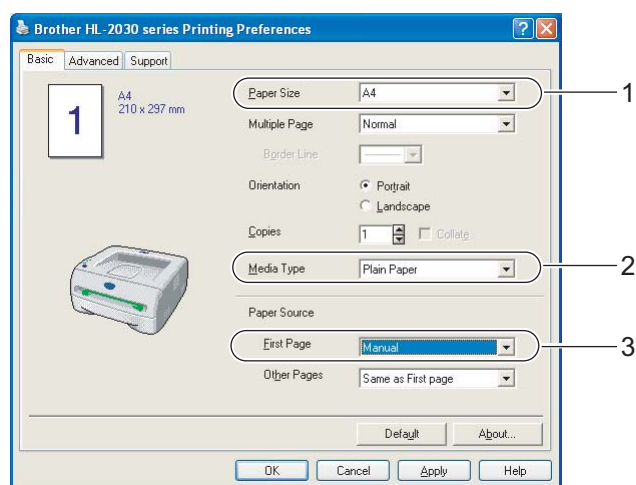 Brother HL-2030 series Printing Preferences
Basic Advanced Support
1
A4
210 x 297 mm
Paper Size A4 1
Multiple Page Normal
Border Line
Orientation Portrait
Landscape
Copies 1 Collate
Media Type Plain Paper 2
Paper Source
First Page Manual 3
Other Pages Same as First page
Default About...
OK Cancel Apply Help